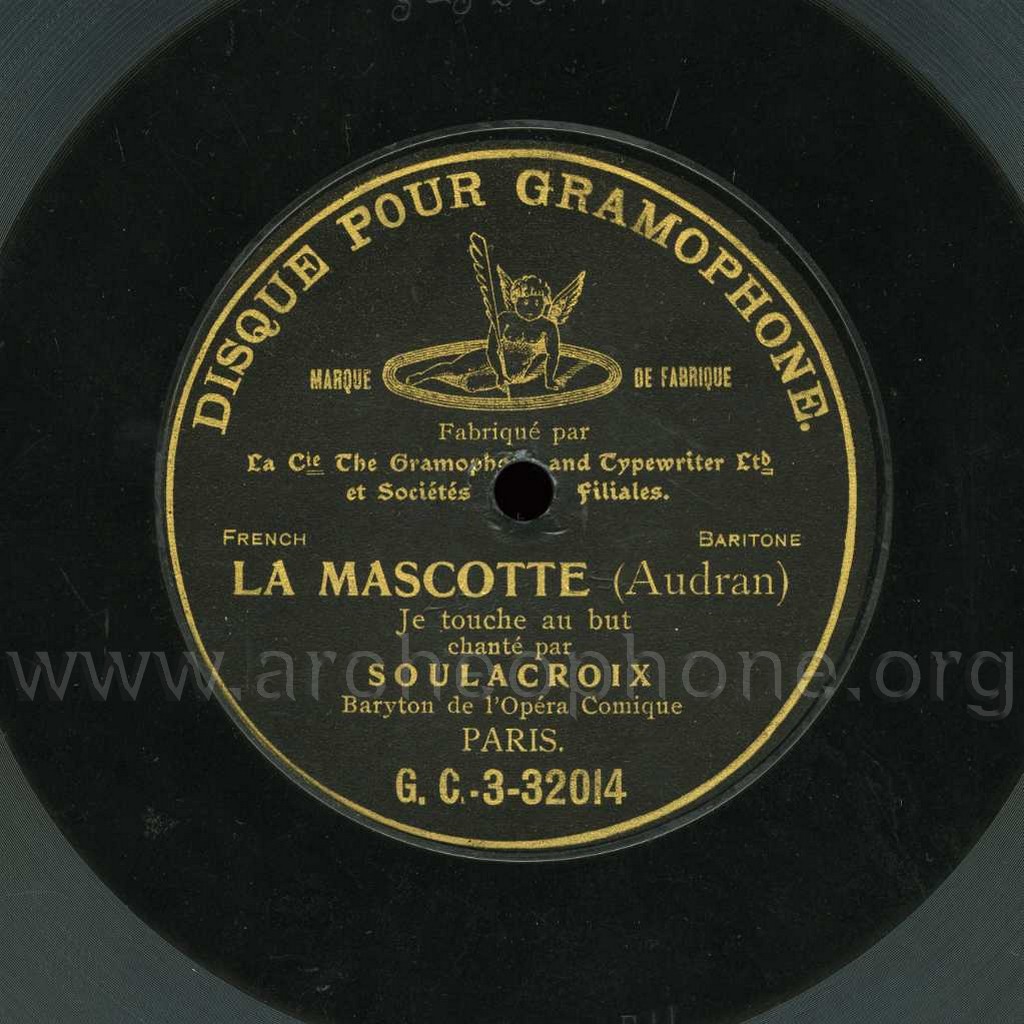 DISQUE POUR GRAMOPHONE.
MARQUE DE FABRIQUE
Fabriqué par
La Cie The Gramopho and Typewriter Ltd
et Sociétés Filiales.
FRENCH BARITONE
LA MASCOTTE (Audran)
Je touche au but
chanté par
www.archeophone.org
SOULACROIX
Baryton de l'Opéra Comique
PARIS.
G. C.-3-32014